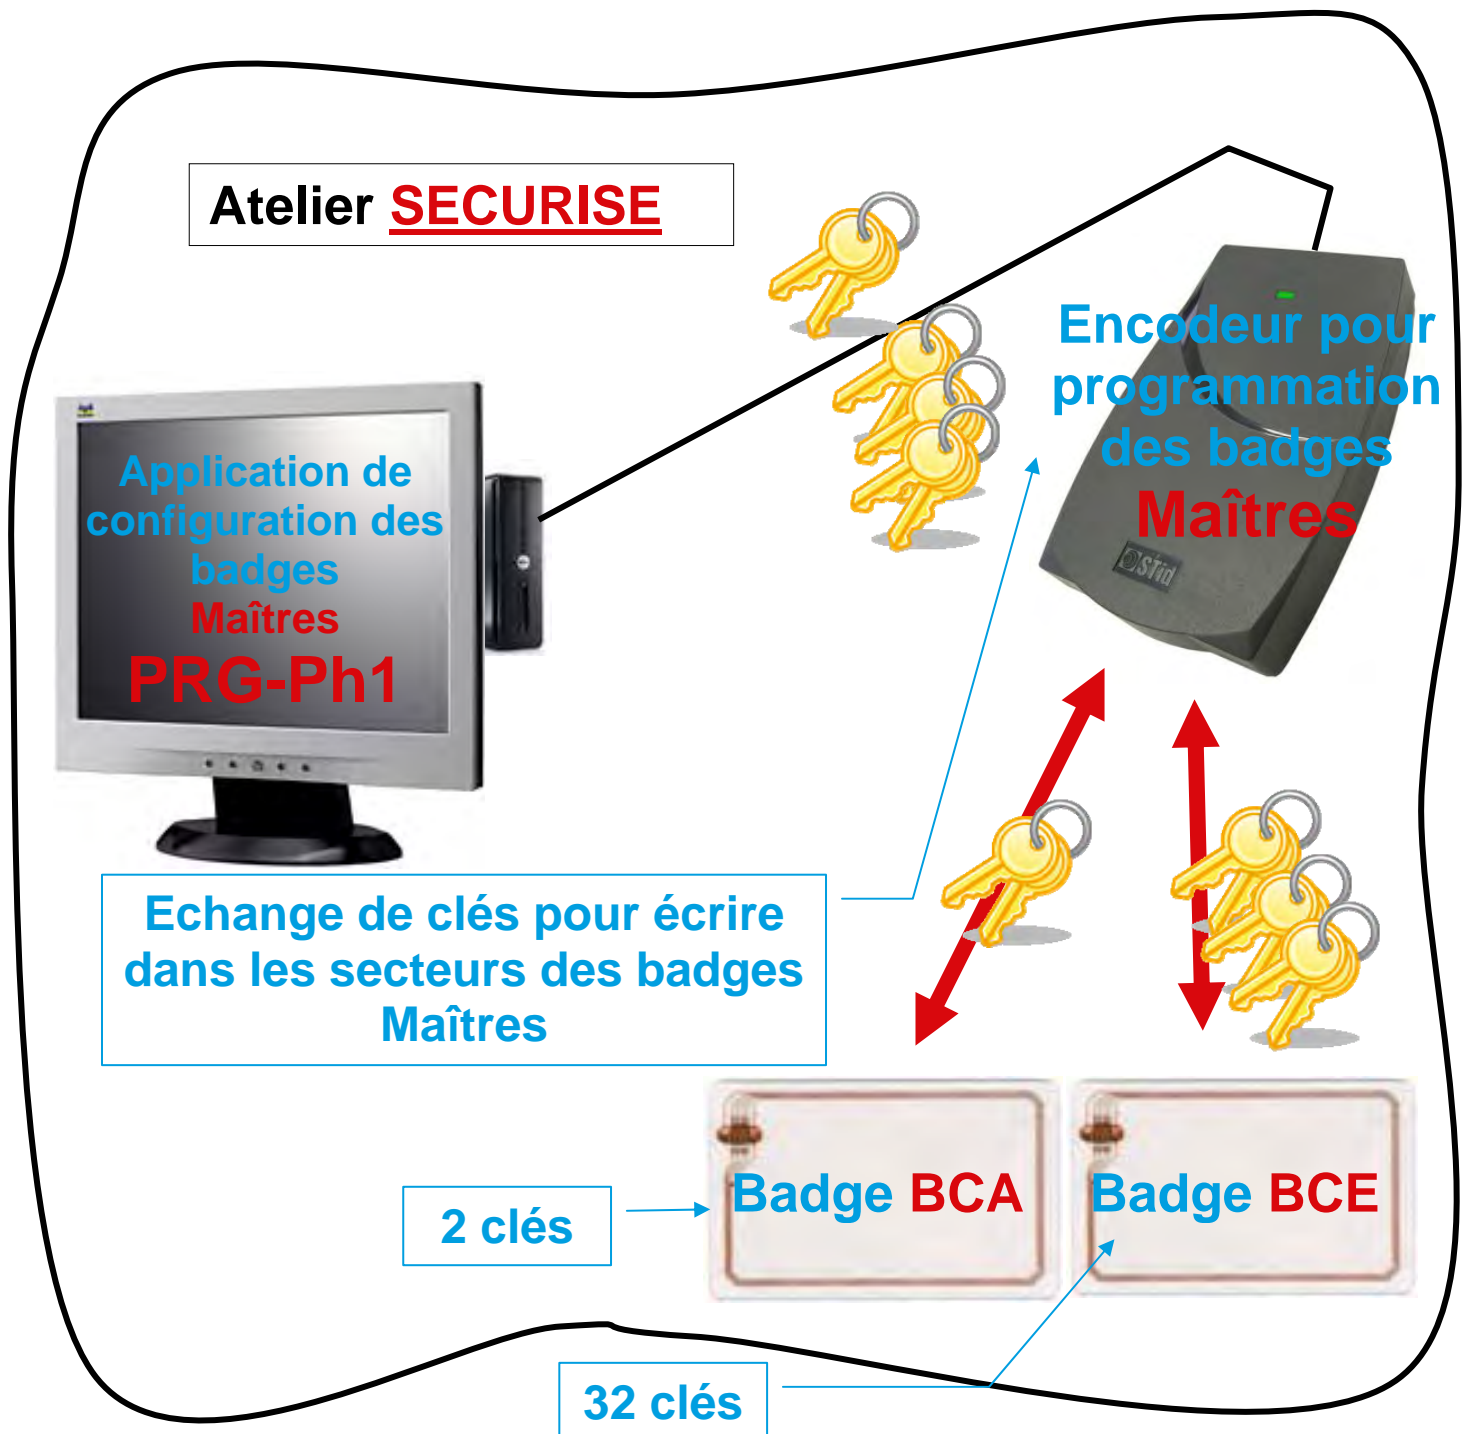 Atelier SECURISE
Encodeur pour
programmation
des badges
Maîtres
STid
Application de
configuration des
badges
Maîtres
PRG-Ph1
Echange de clés pour écrire
dans les secteurs des badges
Maîtres
Badge BCA
Badge BCE
2 clés
32 clés